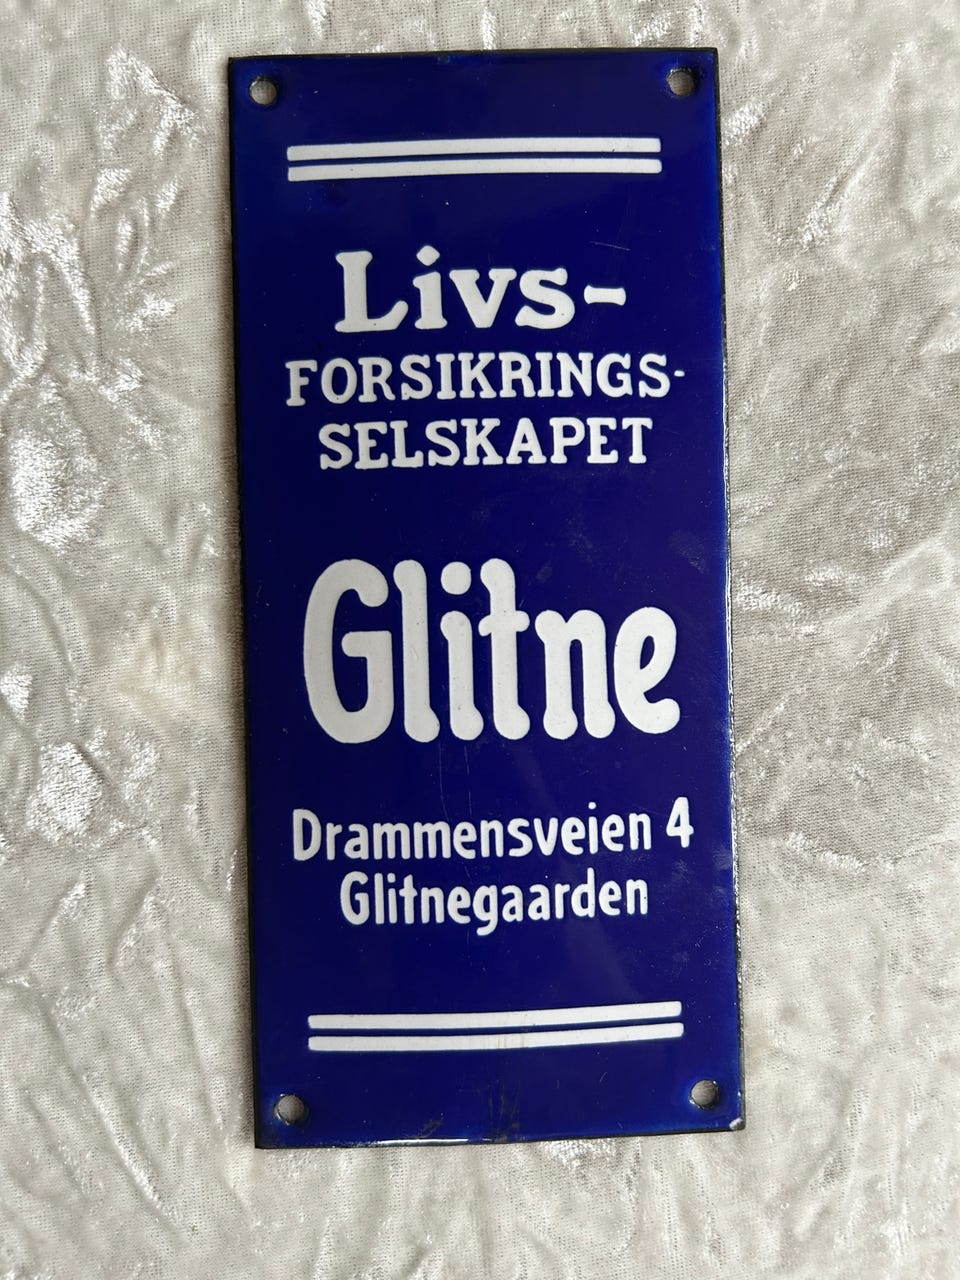 Livs-
FORSIKRINGS-
SELSKAPET
Glitne
Drammensveien 4
Glitnegaarden